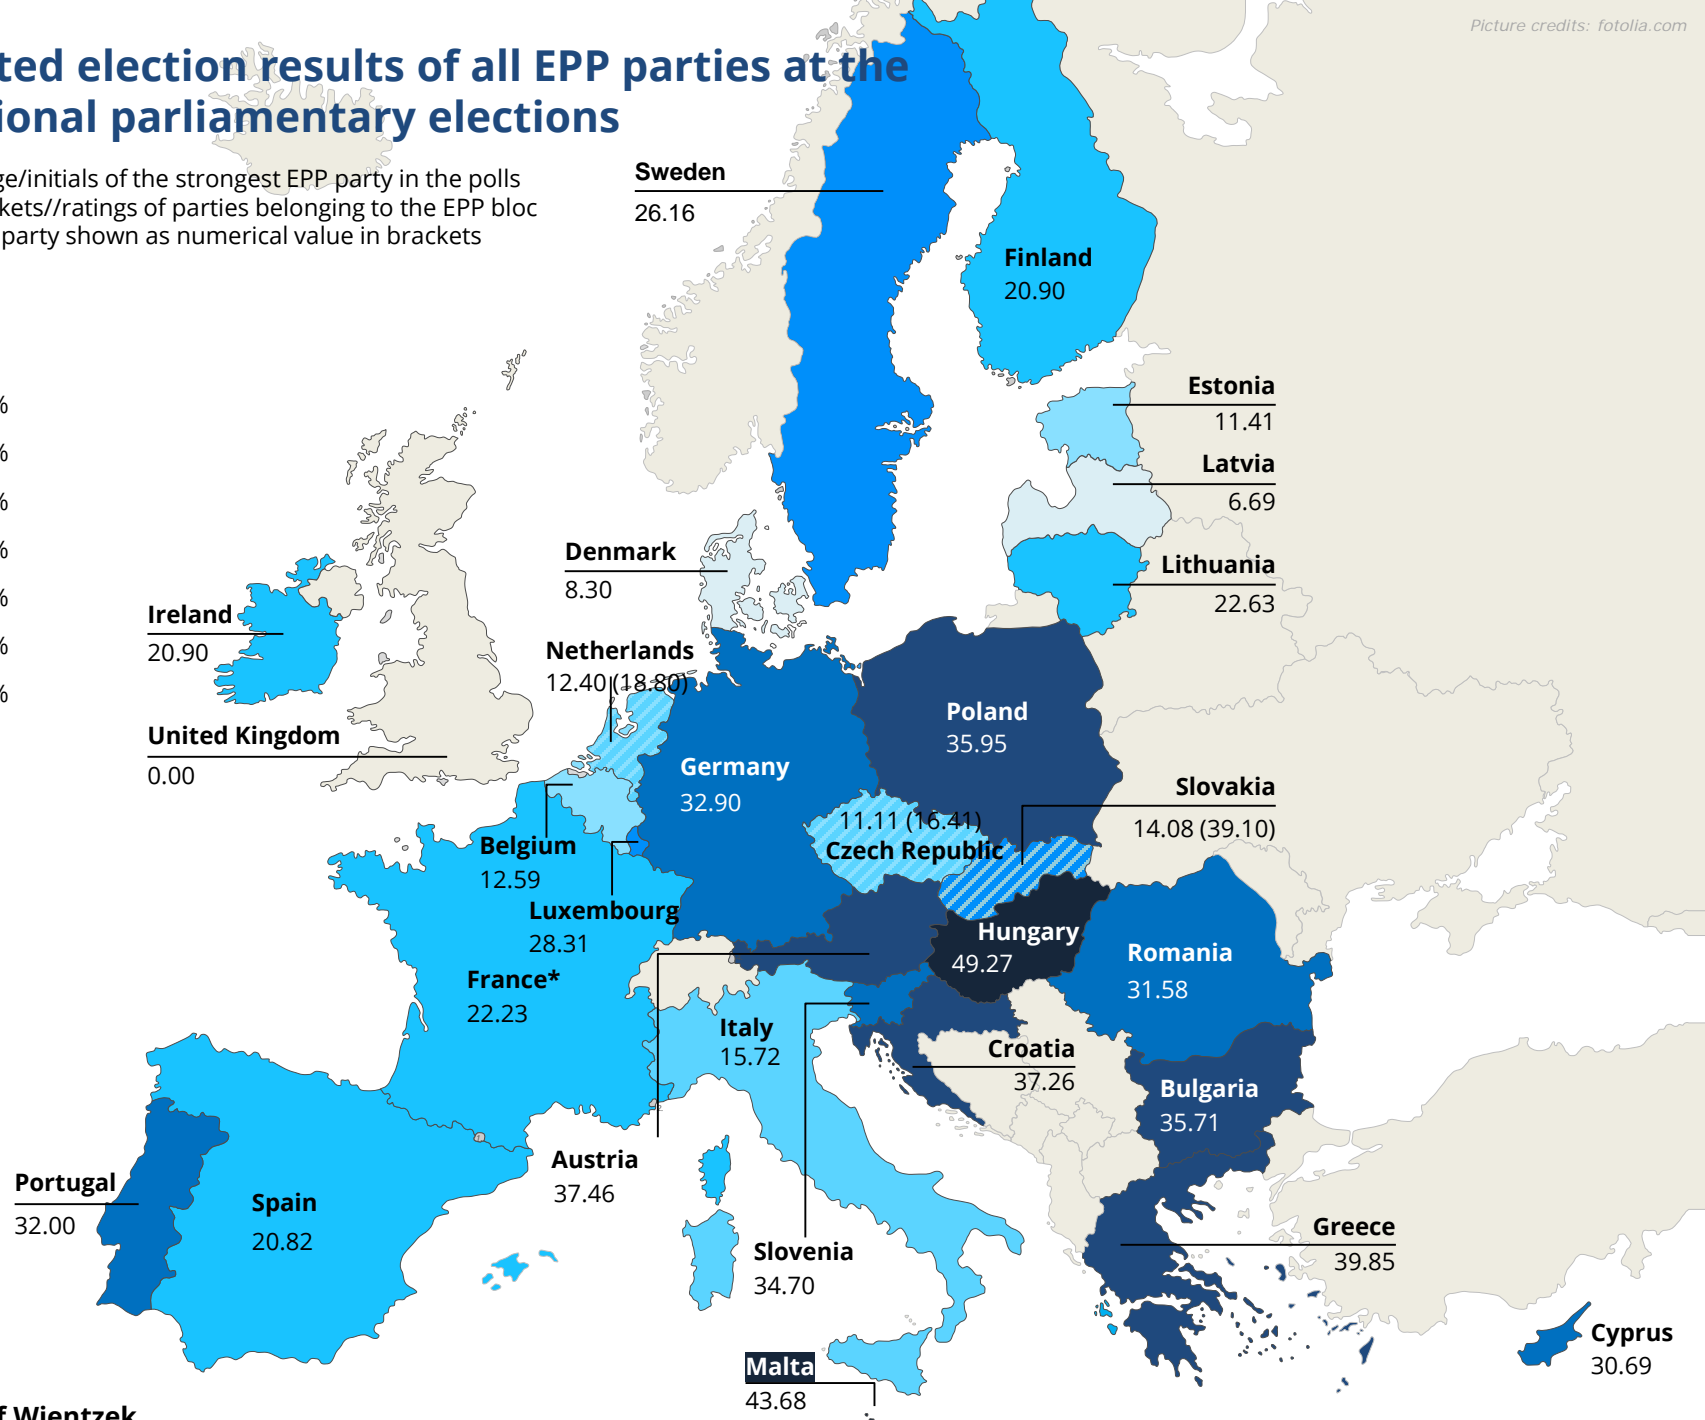 Picture credits: fotolia.com
ted election results of all EPP parties at the
ional parliamentary elections
ge/initials of the strongest EPP party in the polls
kets//ratings of parties belonging to the EPP bloc
party shown as numerical value in brackets
Sweden
26.16
Finland
20.90
Estonia
11.41
%
%
Latvia
6.69
%
Denmark
8.30
%
Lithuania
22.63
%
Ireland
20.90
%
Netherlands
12.40 (18.80)
%
United Kingdom
0.00
Poland
35.95
Germany
32.90
Slovakia
14.08 (39.10)
11.11 (16.41)
Czech Republic
Belgium
12.59
Luxembourg
28.31
Hungary
49.27
Romania
31.58
France*
22.23
Italy
15.72
Croatia
37.26
Bulgaria
35.71
Austria
37.46
Portugal
32.00
Spain
20.82
Slovenia
34.70
Greece
39.85
Cyprus
30.69
Malta
43.68
f Wientzek